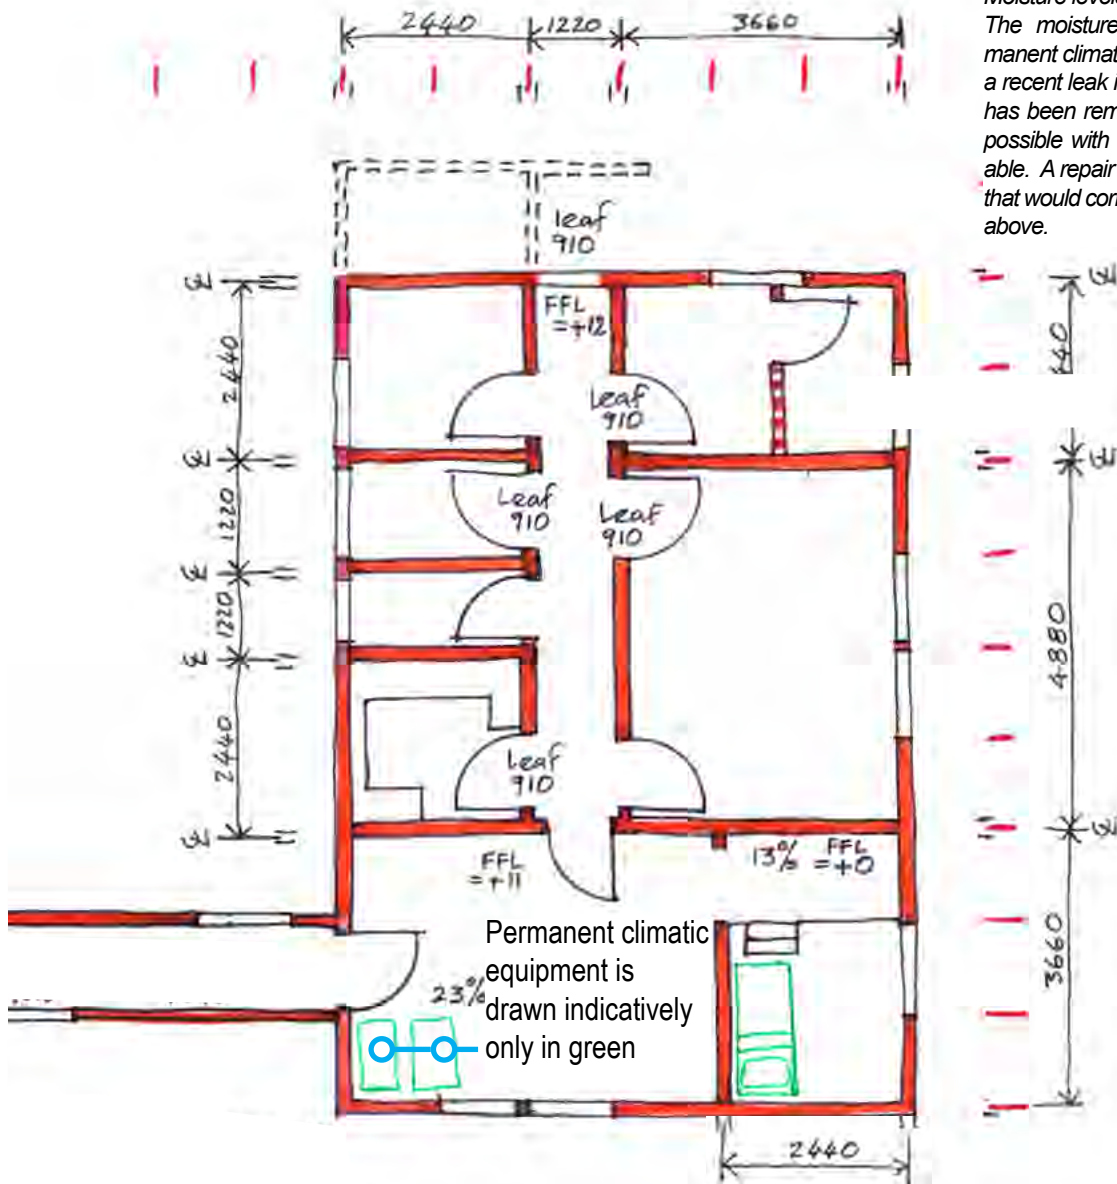 2440 1220 3660
The moisture
manent climat
a recent leak i
has been rem
possible with
able. A repair
that would con
above.
leaf
910
FFL
=+12
Leaf
910
Leaf
910
Leaf
910
Leaf
910
2440
1220
1220
2440
440
4880
3660
FFL
=+11
13% FFL
=+0
23%
Permanent climatic
equipment is
drawn indicatively
only in green
2440